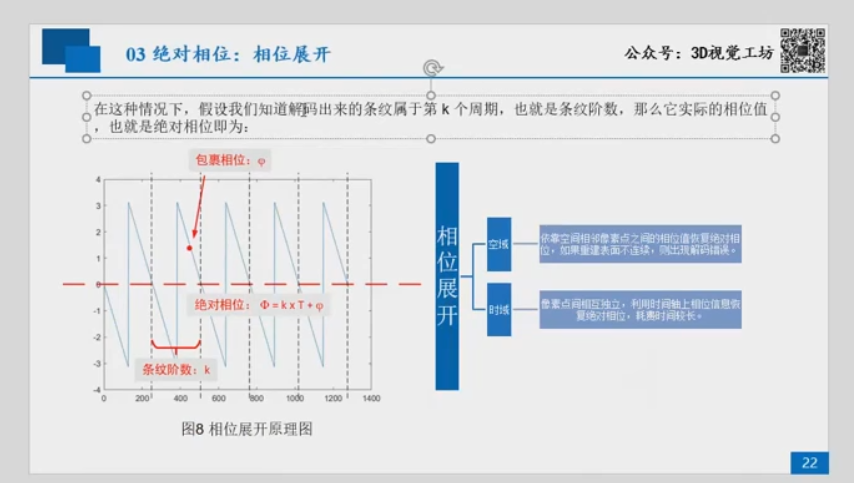 03 绝对相位：相位展开
公众号：3D视觉工坊
在这种情况下，假设我们知道解码出来的条纹属于第 k 个周期，也就是条纹阶数，那么它实际的相位值
，也就是绝对相位即为：
包裹相位：φ
4
3
2
1
0
-1
-2
-3
-4
绝对相位： Φ = k x T + φ
条纹阶数：k
0 200 400 600 800 1000 1200 1400
图8 相位展开原理图
相位展开
空域
依靠空间相邻像素点之间的相位值恢复绝对相
位，如果重建表面不连续，则出现解码错误。
时域
像素点间相互独立，利用时间轴上相位信息恢
复绝对相位，耗费时间较长。
22